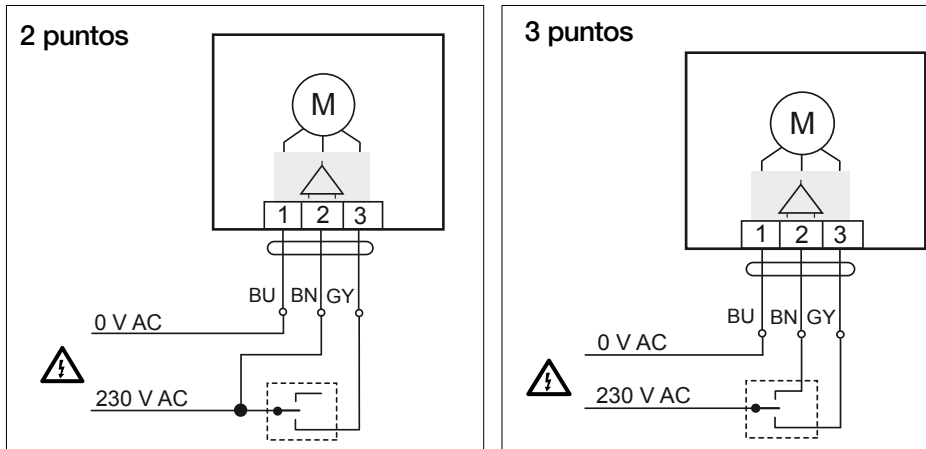 2 puntos
M
1 2 3
BU BN GY
0 V AC
230 V AC
3 puntos
M
1 2 3
BU BN GY
0 V AC
230 V AC